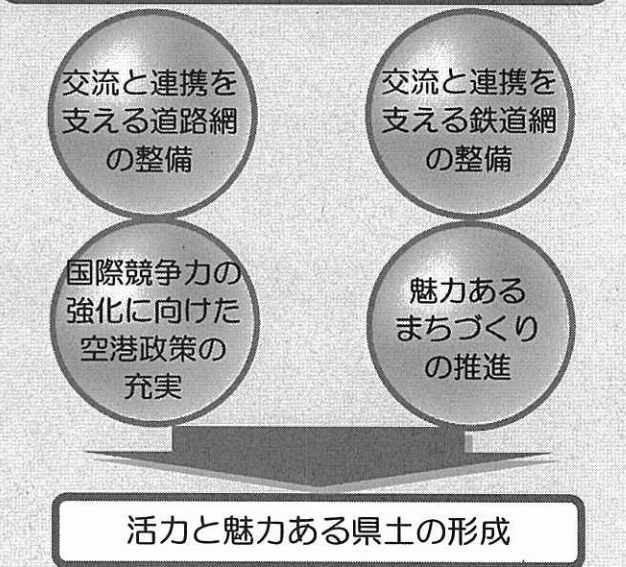 交流と連携を
支える道路網
の整備
交流と連携を
支える鉄道網
の整備
国際競争力の
強化に向けた
空港政策の
充実
魅力ある
まちづくり
の推進
活力と魅力ある県土の形成